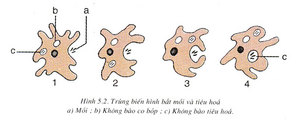 b
a
c
1
2
3
4
Hình 5.2. Trùng biến hình bắt mồi và tiêu hoá
a) Mồi ; b) Không bào co bóp ; c) Không bào tiêu hoá.